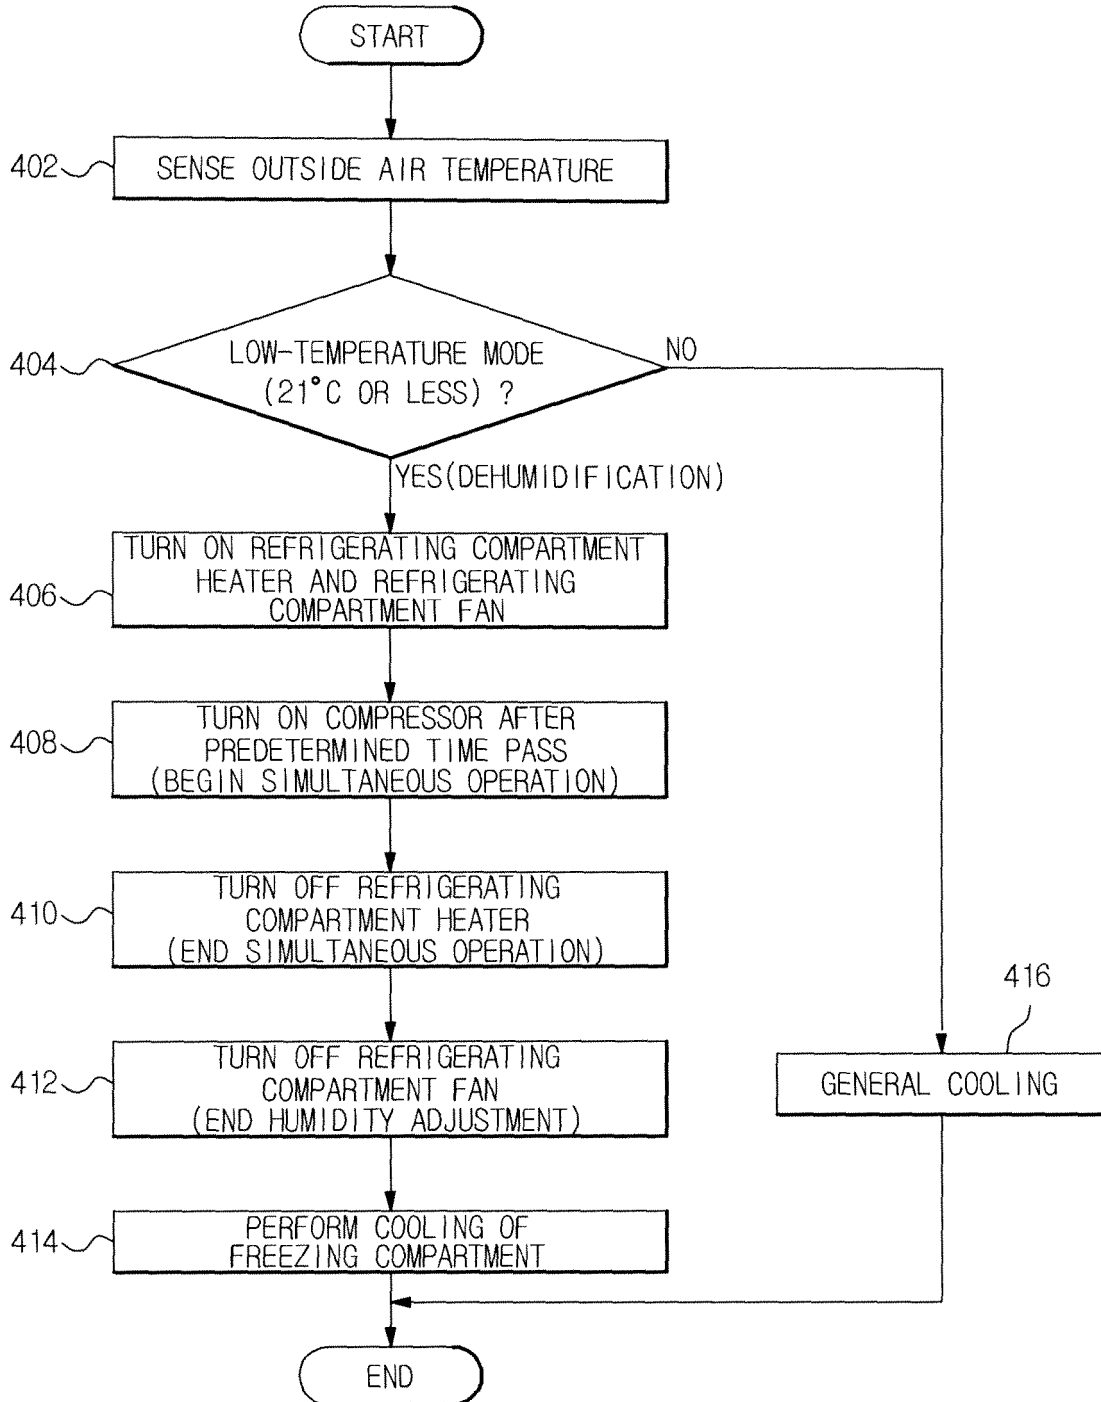 START
402
SENSE OUTSIDE AIR TEMPERATURE
404
LOW-TEMPERATURE MODE
(21°C OR LESS) ?
NO
YES(DEHUMIDIFICATION)
406
TURN ON REFRIGERATING COMPARTMENT
HEATER AND REFRIGERATING
COMPARTMENT FAN
408
TURN ON COMPRESSOR AFTER
PREDETERMINED TIME PASS
(BEGIN SIMULTANEOUS OPERATION)
410
TURN OFF REFRIGERATING
COMPARTMENT HEATER
(END SIMULTANEOUS OPERATION)
416
GENERAL COOLING
412
TURN OFF REFRIGERATING
COMPARTMENT FAN
(END HUMIDITY ADJUSTMENT)
414
PERFORM COOLING OF
FREEZING COMPARTMENT
END